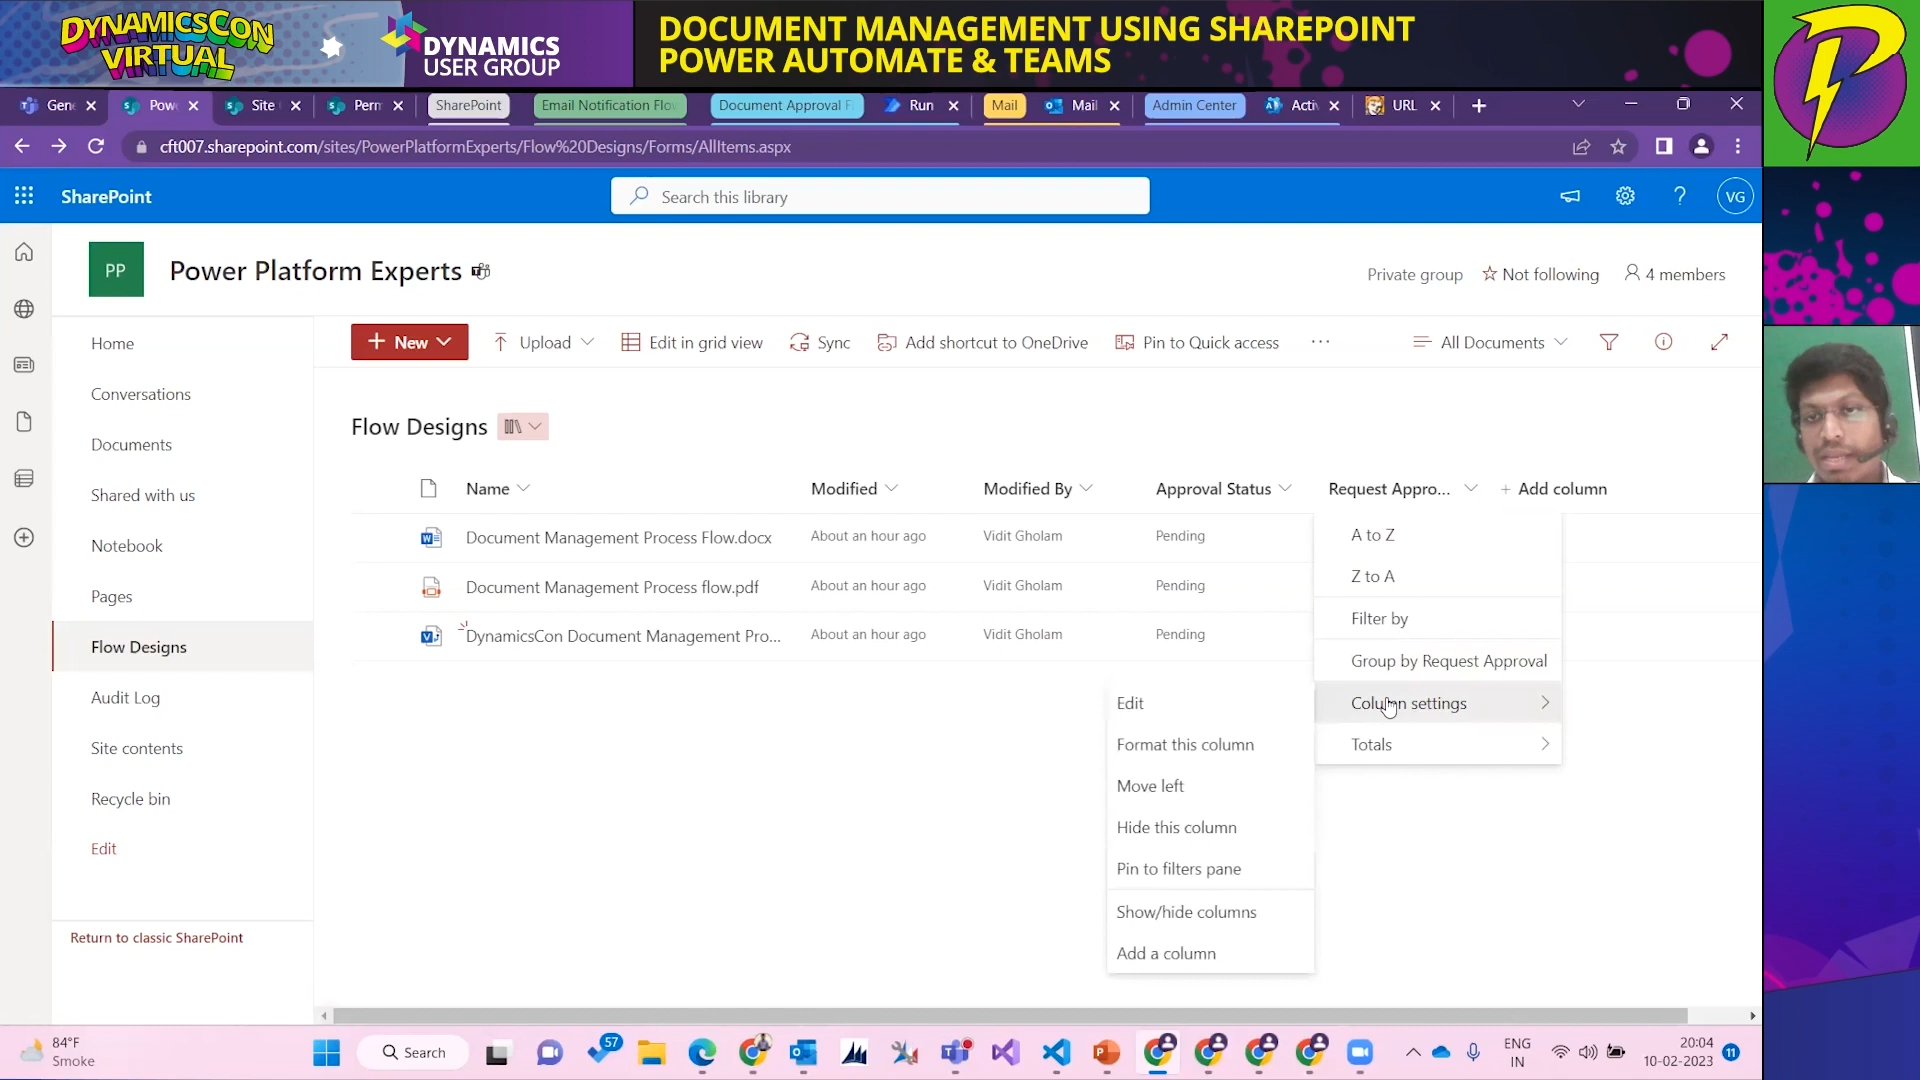 DYNAMICSCON
VIRTUAL
DYNAMICS
USER GROUP
DOCUMENT MANAGEMENT USING SHAREPOINT
POWER AUTOMATE & TEAMS
Gene
Powe
Site
Perm
SharePoint
Email Notification Flow
Document Approval F
Run
Mail
Mail
Admin Center
Activ
URL
cft007.sharepoint.com/sites/PowerPlatformExperts/Flow%20Designs/Forms/AllItems.aspx
SharePoint
Search this library
VG
PP
Power Platform Experts
Private group
Not following
4 members
Home
Conversations
Documents
Shared with us
Notebook
Pages
Flow Designs
Audit Log
Site contents
Recycle bin
Edit
Return to classic SharePoint
+ New
Upload
Edit in grid view
Sync
Add shortcut to OneDrive
Pin to Quick access
...
All Documents
Flow Designs
Name
Modified
Modified By
Approval Status
Request Appro...
+ Add column
Document Management Process Flow.docx
About an hour ago
Vidit Gholam
Pending
Document Management Process flow.pdf
About an hour ago
Vidit Gholam
Pending
DynamicsCon Document Management Pro...
About an hour ago
Vidit Gholam
Pending
A to Z
Z to A
Filter by
Group by Request Approval
Column settings
Totals
Edit
Format this column
Move left
Hide this column
Pin to filters pane
Show/hide columns
Add a column
84°F
Smoke
Search
57
ENG
IN
20:04
10-02-2023
11